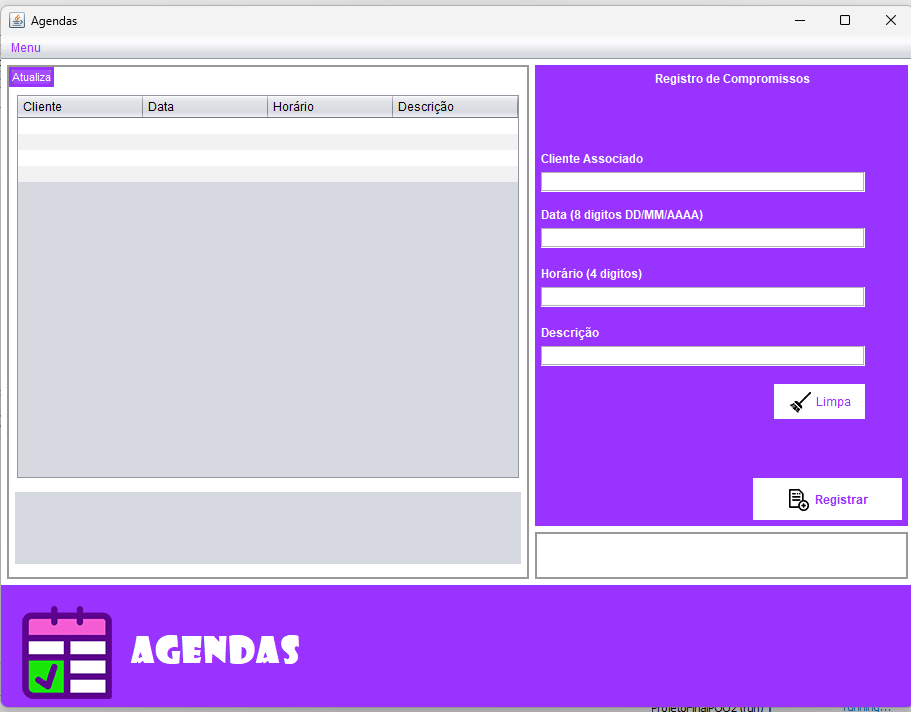 Agendas
Menu
Atualiza
Cliente Data Horário Descrição
Registro de Compromissos
Cliente Associado
Data (8 digitos DD/MM/AAAA)
Horário (4 digitos)
Descrição
Limpa
Registrar
AGENDAS
ProjetoFinalPOO2 (run)
running...